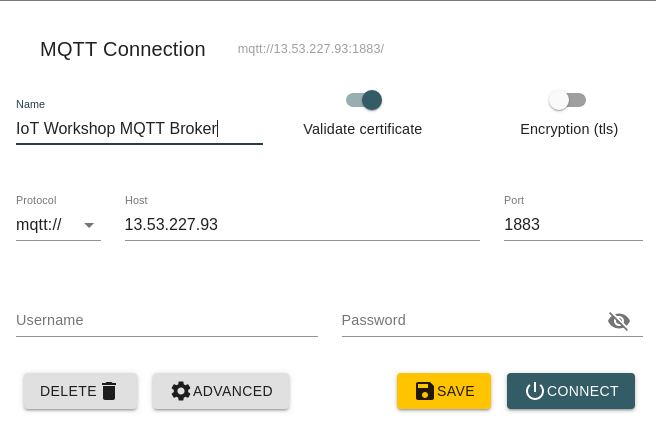 MQTT Connection mqtt://13.53.227.93:1883/
Name
IoT Workshop MQTT Broker
Validate certificate
Encryption (tls)
Protocol
mqtt://
Host
13.53.227.93
Port
1883
Username
Password
DELETE
ADVANCED
SAVE
CONNECT